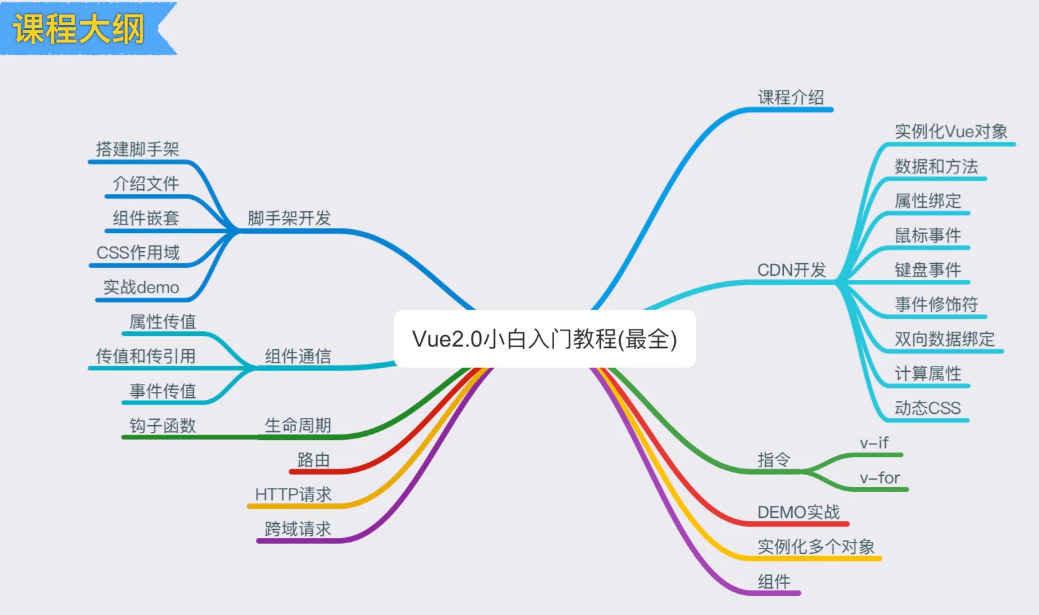 课程大纲
Vue2.0小白入门教程(最全)
课程介绍
CDN开发
实例化Vue对象
数据和方法
属性绑定
鼠标事件
键盘事件
事件修饰符
双向数据绑定
计算属性
动态CSS
指令
v-if
v-for
DEMO实战
实例化多个对象
组件
脚手架开发
搭建脚手架
介绍文件
组件嵌套
CSS作用域
实战demo
组件通信
属性传值
传值和传引用
事件传值
生命周期
钩子函数
路由
HTTP请求
跨域请求